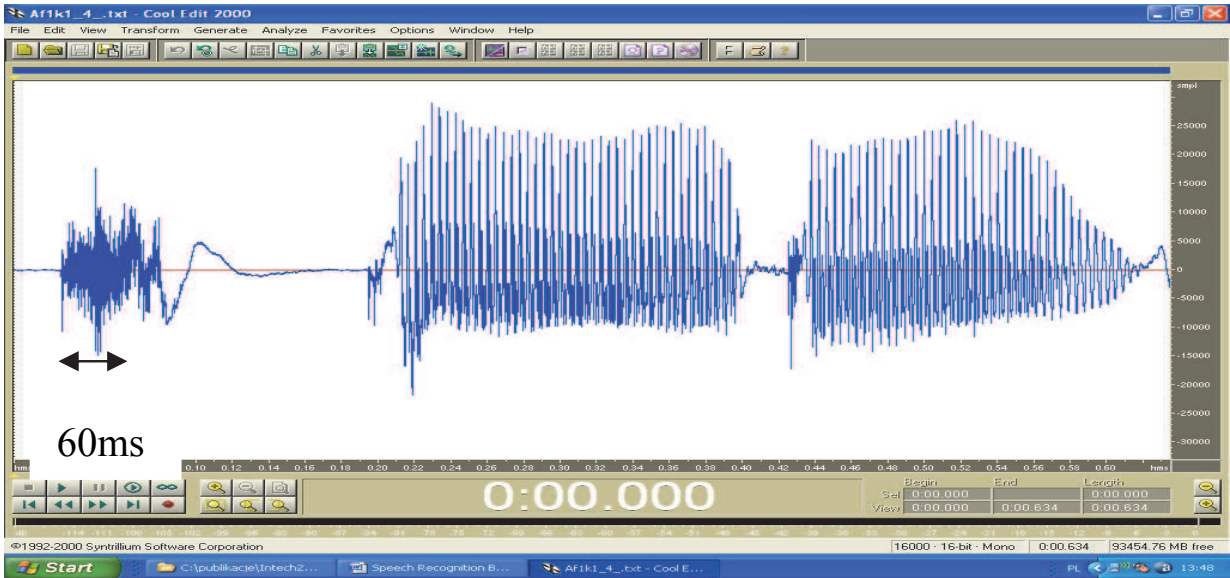 Af1k1_4_.txt - Cool Edit 2000
File Edit View Transform Generate Analyze Favorites Options Window Help
smpl
25000
20000
15000
10000
5000
0
-5000
-10000
-15000
-20000
-25000
-30000
60ms
hms 0.10 0.12 0.14 0.16 0.18 0.20 0.22 0.24 0.26 0.28 0.30 0.32 0.34 0.36 0.38 0.40 0.42 0.44 0.46 0.48 0.50 0.52 0.54 0.56 0.58 0.60 hms
0:00.000
Begin End Length
Sel 0:00.000 0:00.000
View 0:00.000 0:00.634 0:00.634
©1992-2000 Syntrillium Software Corporation 16000 · 16-bit · Mono 0:00.634 93454.76 MB free
Start C:\publikacje\Intech2... Speech Recognition B... Af1k1_4_.txt - Cool E... PL 13:48